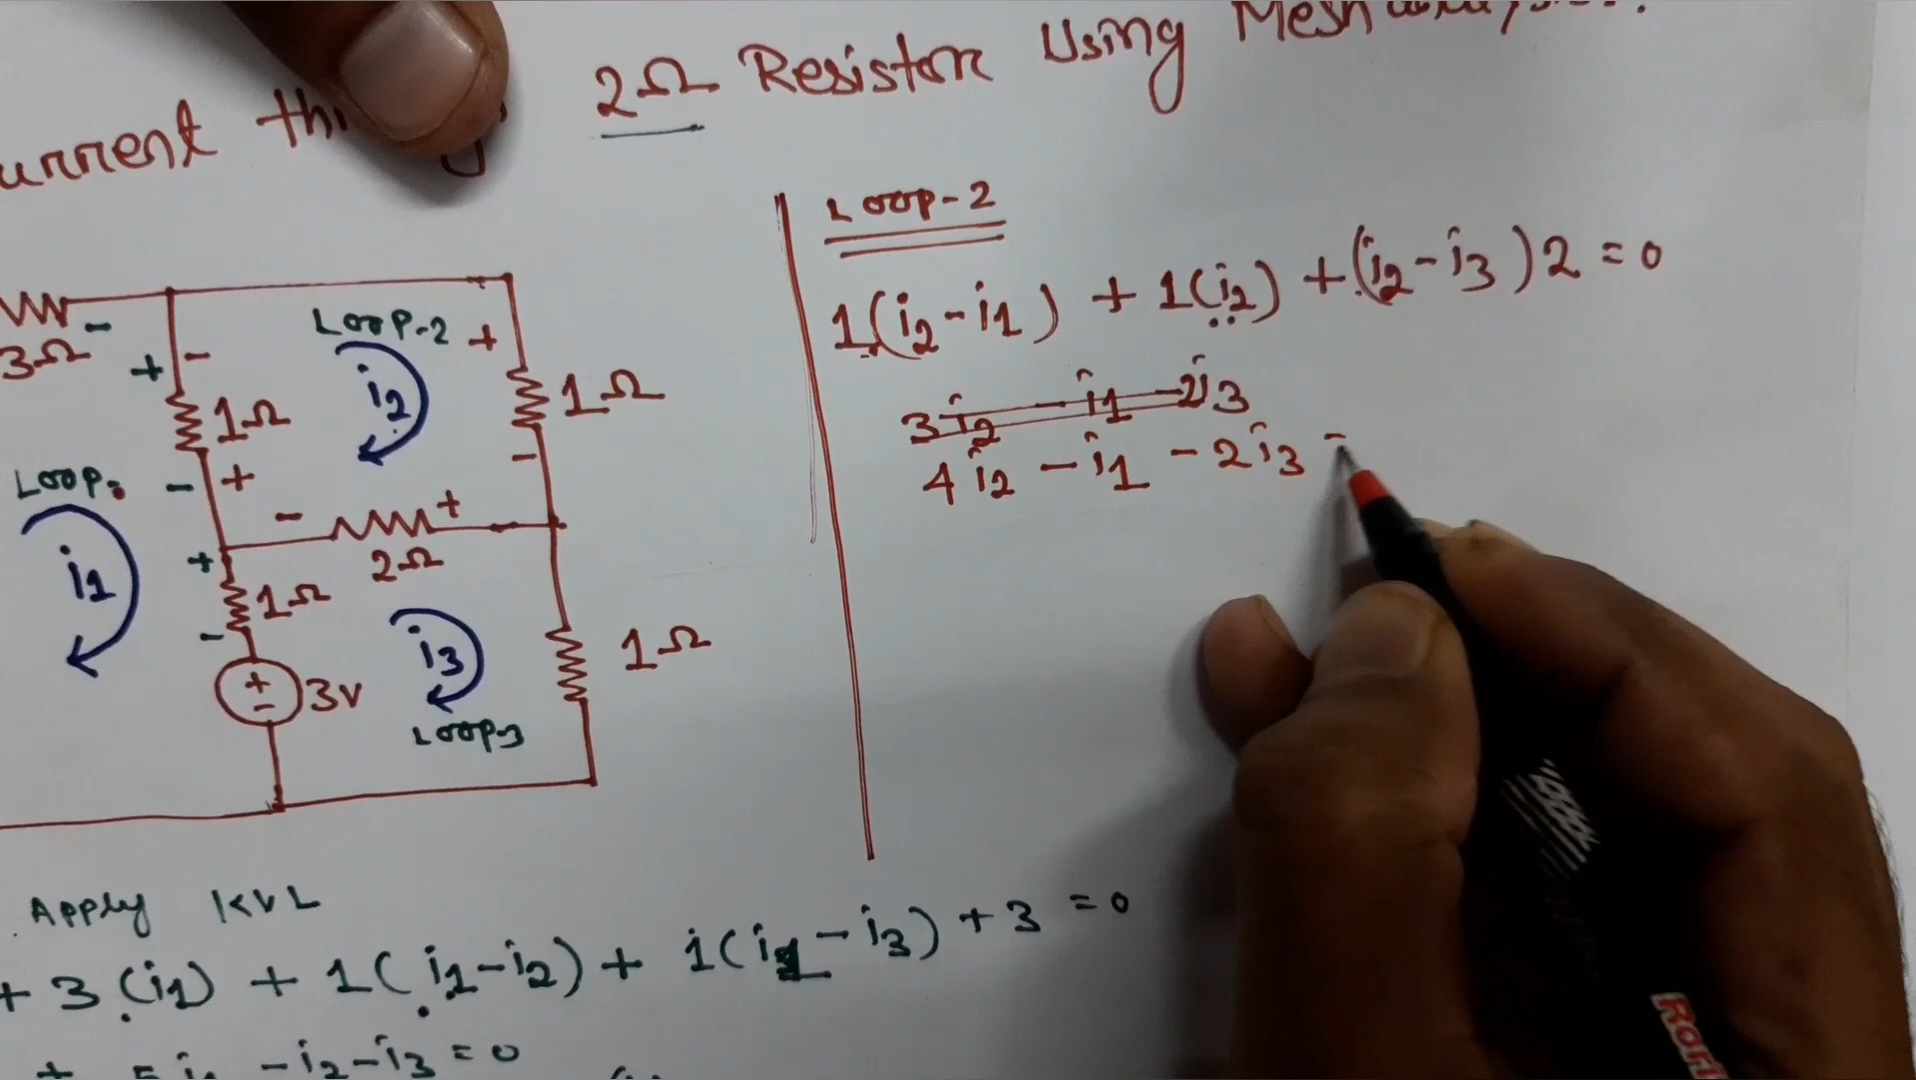 2Ω Resistor Using Mesh
Loop-2
1(i2-i1) + 1(i2) + (i2-i3)2 = 0
3i2 - i1 - 2i3
4i2 - i1 - 2i3 =
3Ω
- + -
Loop-2
i2
+
1Ω
1Ω
-
Loop
- +
- +
2Ω
i1
+
1Ω
-
i3
1Ω
+
-
3V
Loop3
Apply KVL
+ 3(i1) + 1(i1-i2) + 1(i1-i3) + 3 = 0
-i2-i3 = 0